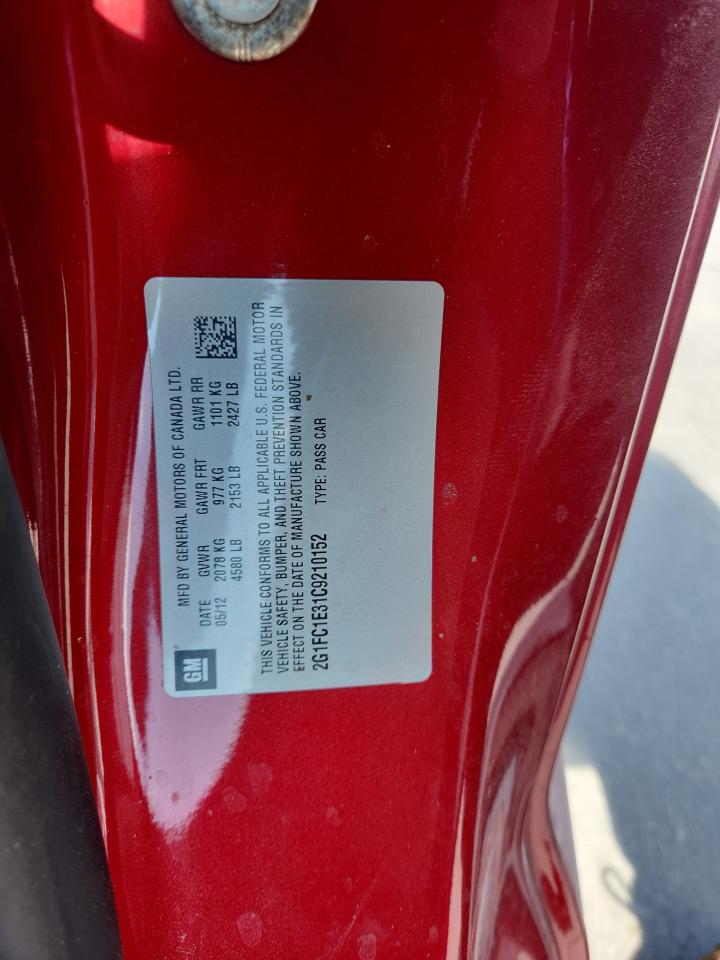 GM
MFD BY GENERAL MOTORS OF CANADA LTD.
DATE GVWR GAWR FRT GAWR RR
05/12 2078 KG 977 KG 1101 KG
4580 LB 2153 LB 2427 LB
THIS VEHICLE CONFORMS TO ALL APPLICABLE U.S. FEDERAL MOTOR
VEHICLE SAFETY, BUMPER, AND THEFT PREVENTION STANDARDS IN
EFFECT ON THE DATE OF MANUFACTURE SHOWN ABOVE.
2G1FC1E31C9210152 TYPE: PASS CAR